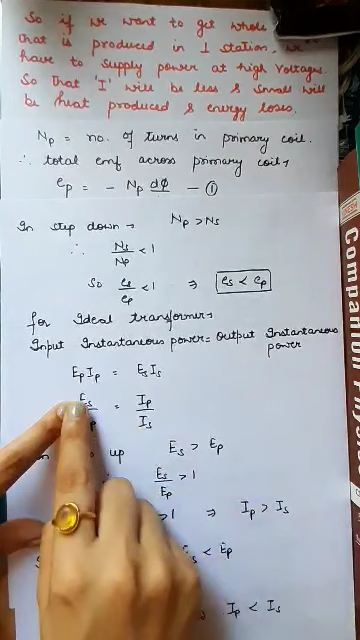 So if we want to get whole
that is produced in 1 station, we
have to supply power at high voltages.
So that 'I' will be less & small will
be heat produced & energy loses.
Np = no. of turns in primary coil.
∴ total emf across primary coil→
ep = - Np dϕ - ①
In step down → Np > Ns
∴ Ns/Np < 1
So es/ep < 1 ⇒ es < ep
for Ideal transformer→
Input Instantaneous power = Output Instantaneous power
EpIp = EsIs
Es/p = Ip/Is
up Es > Ep
Es/Ep > 1
> 1 ⇒ Ip > Is
< Ep
Ip < Is
Companion